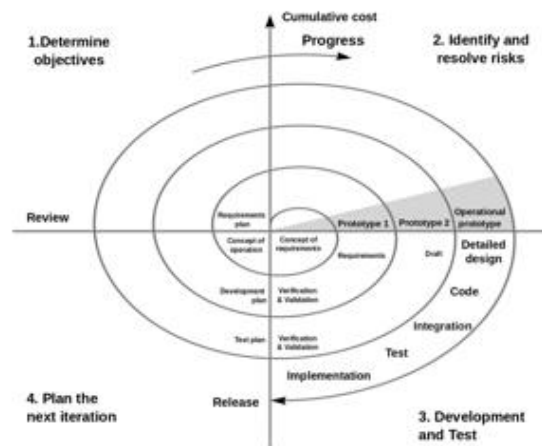 Cumulative cost
1.Determine
objectives
Progress
2. Identify and
resolve risks
Review
Requirements
plan
Prototype 1
Prototype 2
Operational
prototype
Concept of
operation
Concept of
requirements
Requirements
Draft
Detailed
design
Development
plan
Verification
& Validation
Code
Integration
Test plan
Verification
& Validation
Test
Implementation
4. Plan the
next iteration
Release
3. Development
and Test